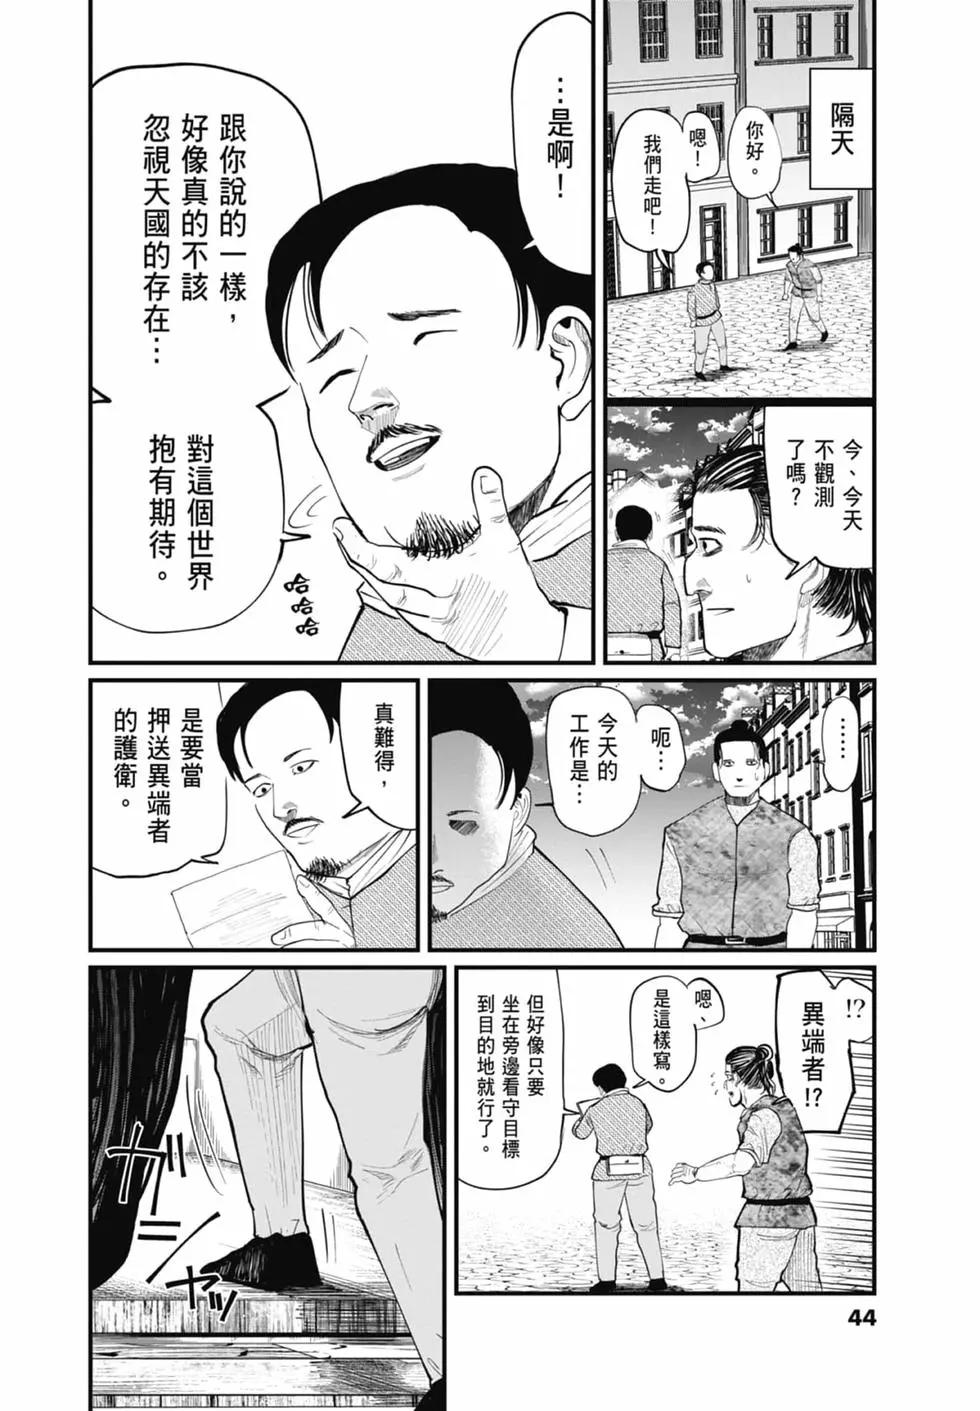 隔天
你好。
嗯！
我們走吧！
今、今天
不觀測
了嗎？
…是啊！
跟你說的一樣，
好像真的不該
忽視天國的存在…
對這個世界
抱有期待。
哈哈哈
……
呃…
今天的
工作是…
真難得，
是要當
押送異端者
的護衛。
!?
異端者!?
嗯、
是這樣寫。
但好像只要
坐在旁邊看守目標
到目的地就行了。
ガガッ
44